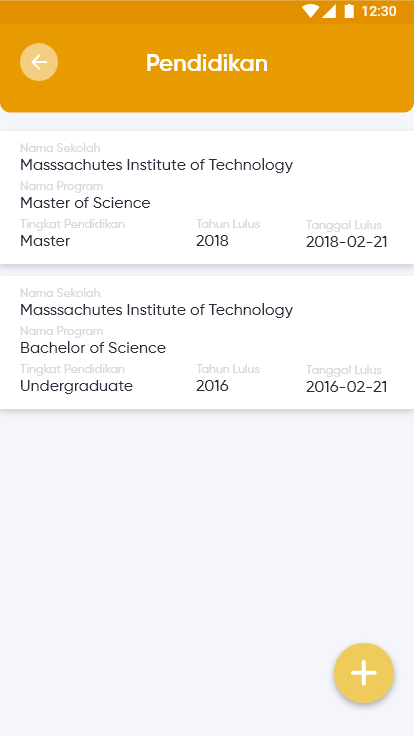 12:30
Pendidikan
Nama Sekolah
Masssachutes Institute of Technology
Nama Program
Master of Science
Tingkat Pendidikan Tahun Lulus Tanggal Lulus
Master 2018 2018-02-21
Nama Sekolah
Masssachutes Institute of Technology
Nama Program
Bachelor of Science
Tingkat Pendidikan Tahun Lulus Tanggal Lulus
Undergraduate 2016 2016-02-21